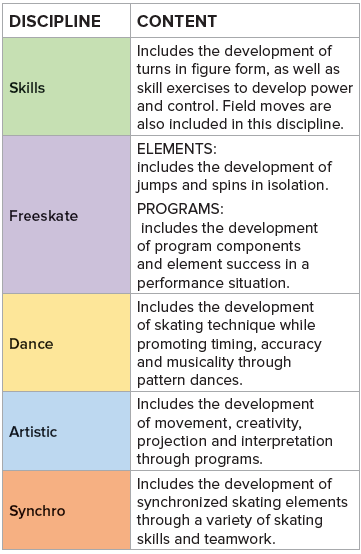 DISCIPLINE CONTENT
Skills
Includes the development of
turns in figure form, as well as
skill exercises to develop power
and control. Field moves are
also included in this discipline.
Freeskate
ELEMENTS:
includes the development of
jumps and spins in isolation.
PROGRAMS:
includes the development
of program components
and element success in a
performance situation.
Dance
Includes the development
of skating technique while
promoting timing, accuracy
and musicality through
pattern dances.
Artistic
Includes the development
of movement, creativity,
projection and interpretation
through programs.
Synchro
Includes the development of
synchronized skating elements
through a variety of skating
skills and teamwork.